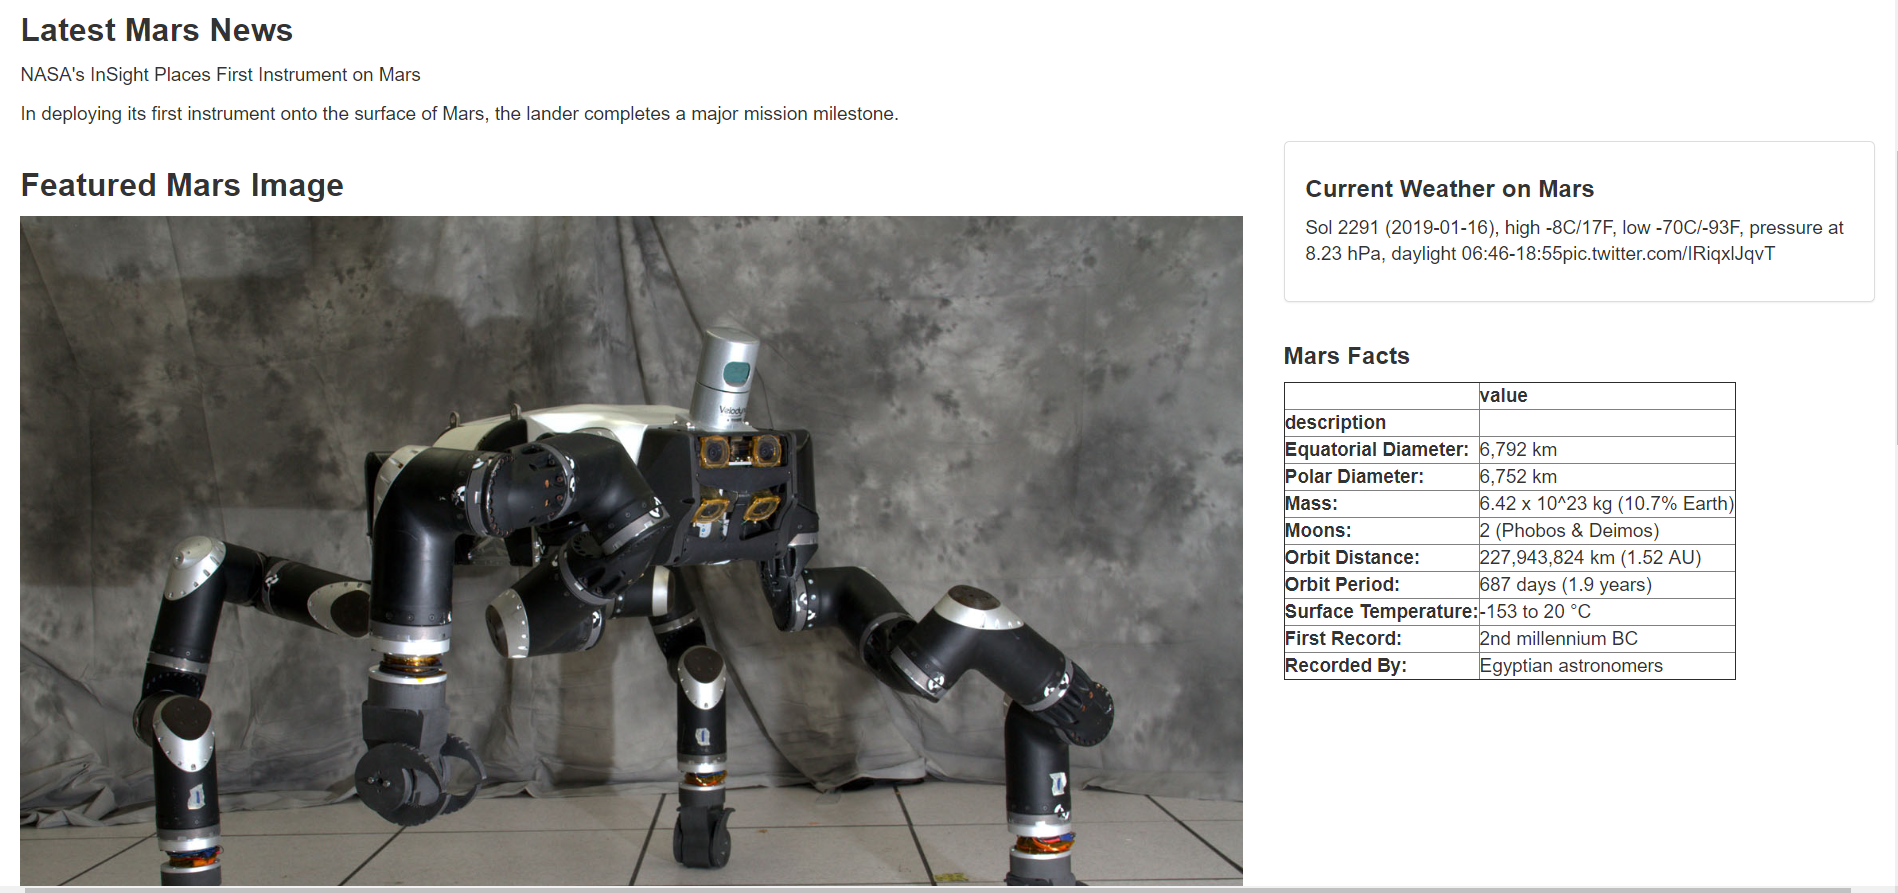 Latest Mars News
NASA's InSight Places First Instrument on Mars
In deploying its first instrument onto the surface of Mars, the lander completes a major mission milestone.
Featured Mars Image
Velodyne
Current Weather on Mars
Sol 2291 (2019-01-16), high -8C/17F, low -70C/-93F, pressure at
8.23 hPa, daylight 06:46-18:55pic.twitter.com/IRiqxlJqvT
Mars Facts
value
description
Equatorial Diameter: 6,792 km
Polar Diameter: 6,752 km
Mass: 6.42 x 10^23 kg (10.7% Earth)
Moons: 2 (Phobos & Deimos)
Orbit Distance: 227,943,824 km (1.52 AU)
Orbit Period: 687 days (1.9 years)
Surface Temperature: -153 to 20 °C
First Record: 2nd millennium BC
Recorded By: Egyptian astronomers